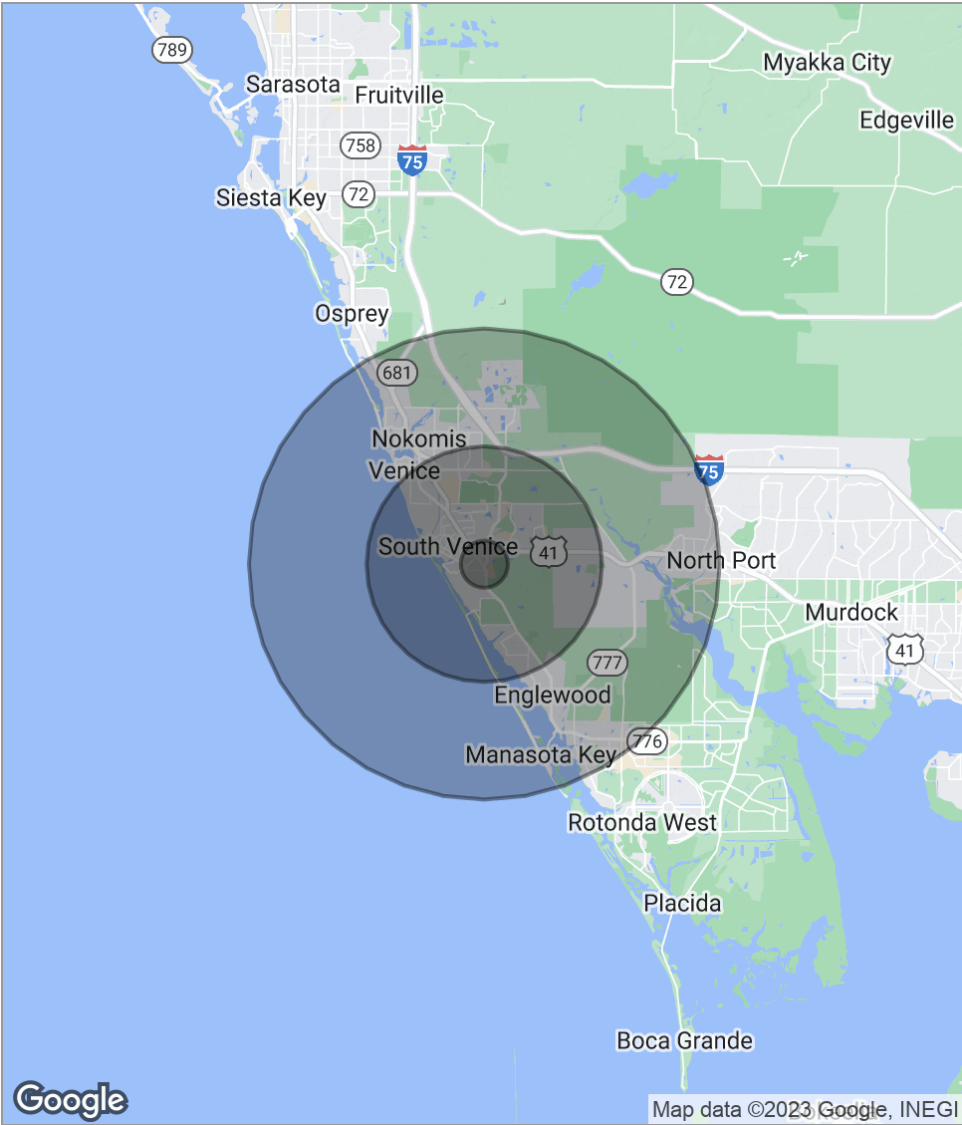 789
Myakka City
Sarasota
Fruitville
Edgeville
758
75
Siesta Key
72
72
Osprey
681
Nokomis
Venice
75
South Venice
41
North Port
Murdock
41
777
Englewood
776
Manasota Key
Rotonda West
Placida
Boca Grande
Google
Map data ©2023 Google, INEGI